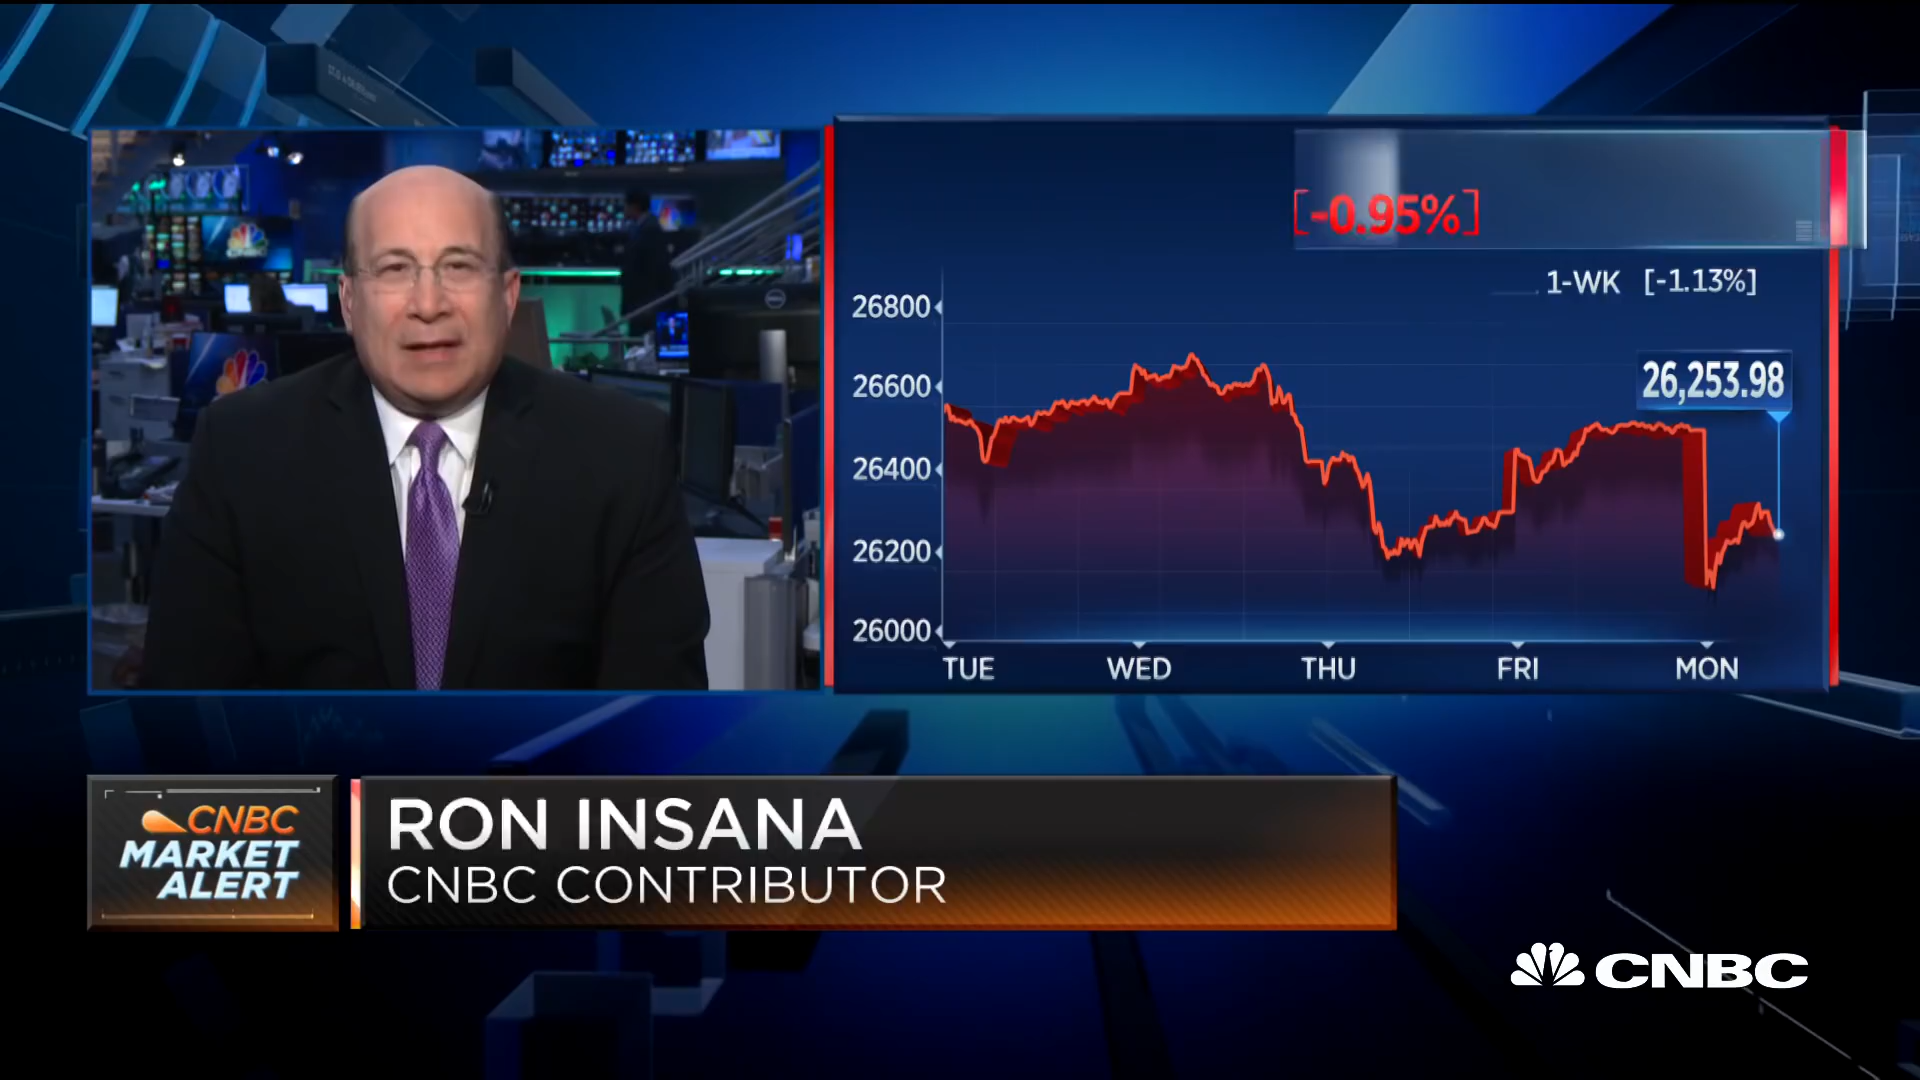 [-0.95%]
1-WK [-1.13%]
26,253.98
26800
26600
26400
26200
26000
TUE WED THU FRI MON
CNBC
MARKET
ALERT
RON INSANA
CNBC CONTRIBUTOR
CNBC